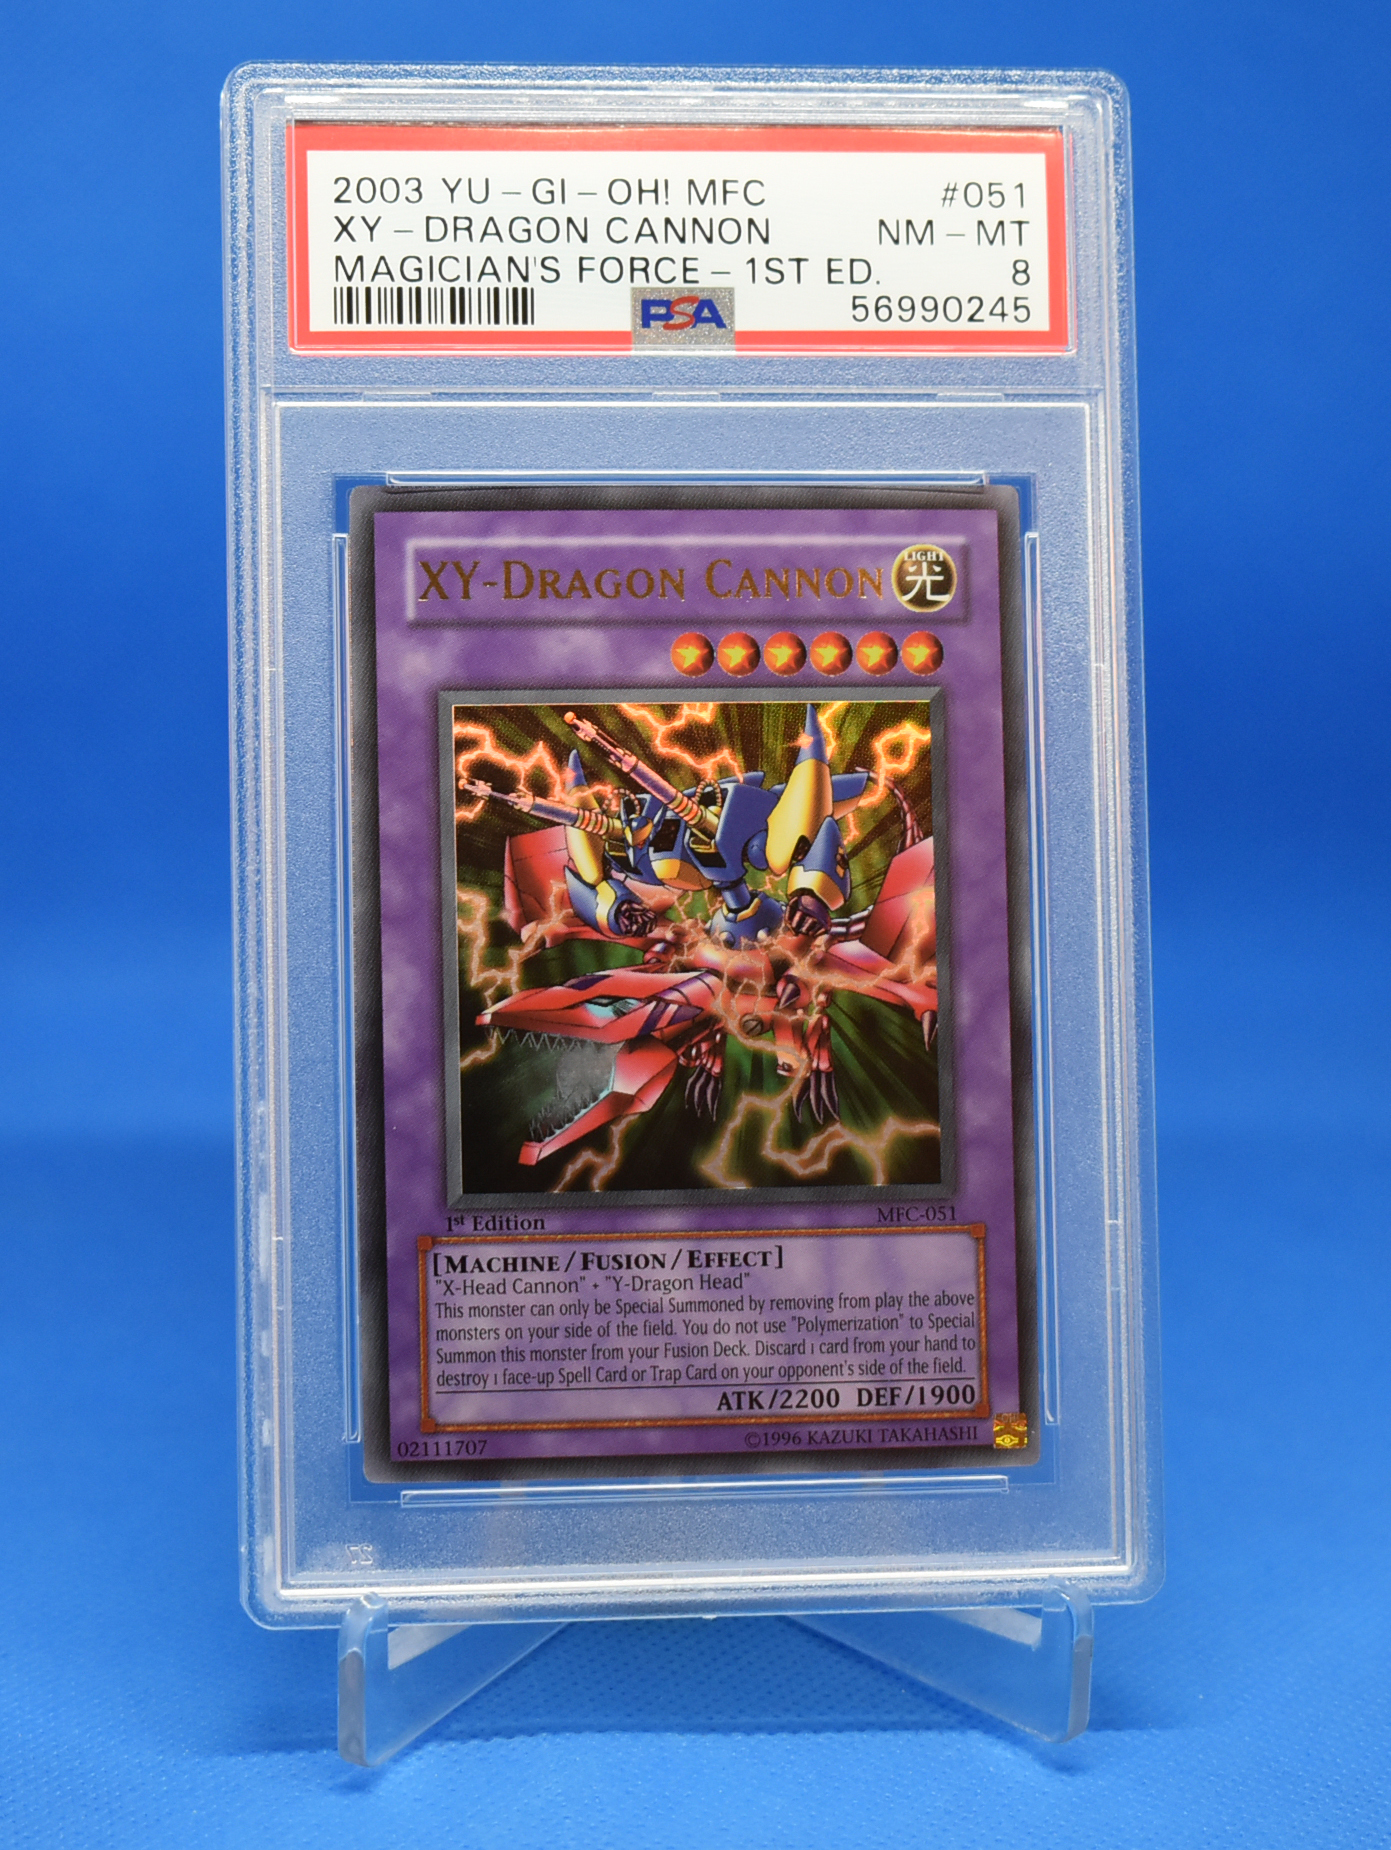 2003 YU-GI-OH! MFC #051
XY-DRAGON CANNON NM-MT
MAGICIAN'S FORCE-1ST ED. 8
PSA 56990245
XY-DRAGON CANNON
LIGHT
光
1st Edition MFC-051
[MACHINE/FUSION/EFFECT]
"X-Head Cannon" + "Y-Dragon Head"
This monster can only be Special Summoned by removing from play the above
monsters on your side of the field. You do not use "Polymerization" to Special
Summon this monster from your Fusion Deck. Discard 1 card from your hand to
destroy 1 face-up Spell Card or Trap Card on your opponent's side of the field.
ATK/2200 DEF/1900
02111707 ©1996 KAZUKI TAKAHASHI